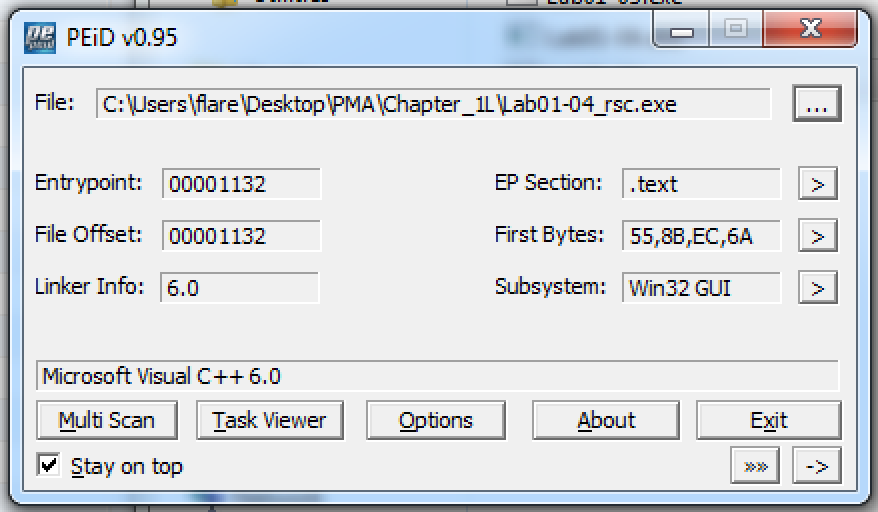 PEiD v0.95
File: C:\Users\flare\Desktop\PMA\Chapter_1L\Lab01-04_rsc.exe ...
Entrypoint: 00001132 EP Section: .text >
File Offset: 00001132 First Bytes: 55,8B,EC,6A >
Linker Info: 6.0 Subsystem: Win32 GUI >
Microsoft Visual C++ 6.0
Multi Scan Task Viewer Options About Exit
Stay on top »» ->